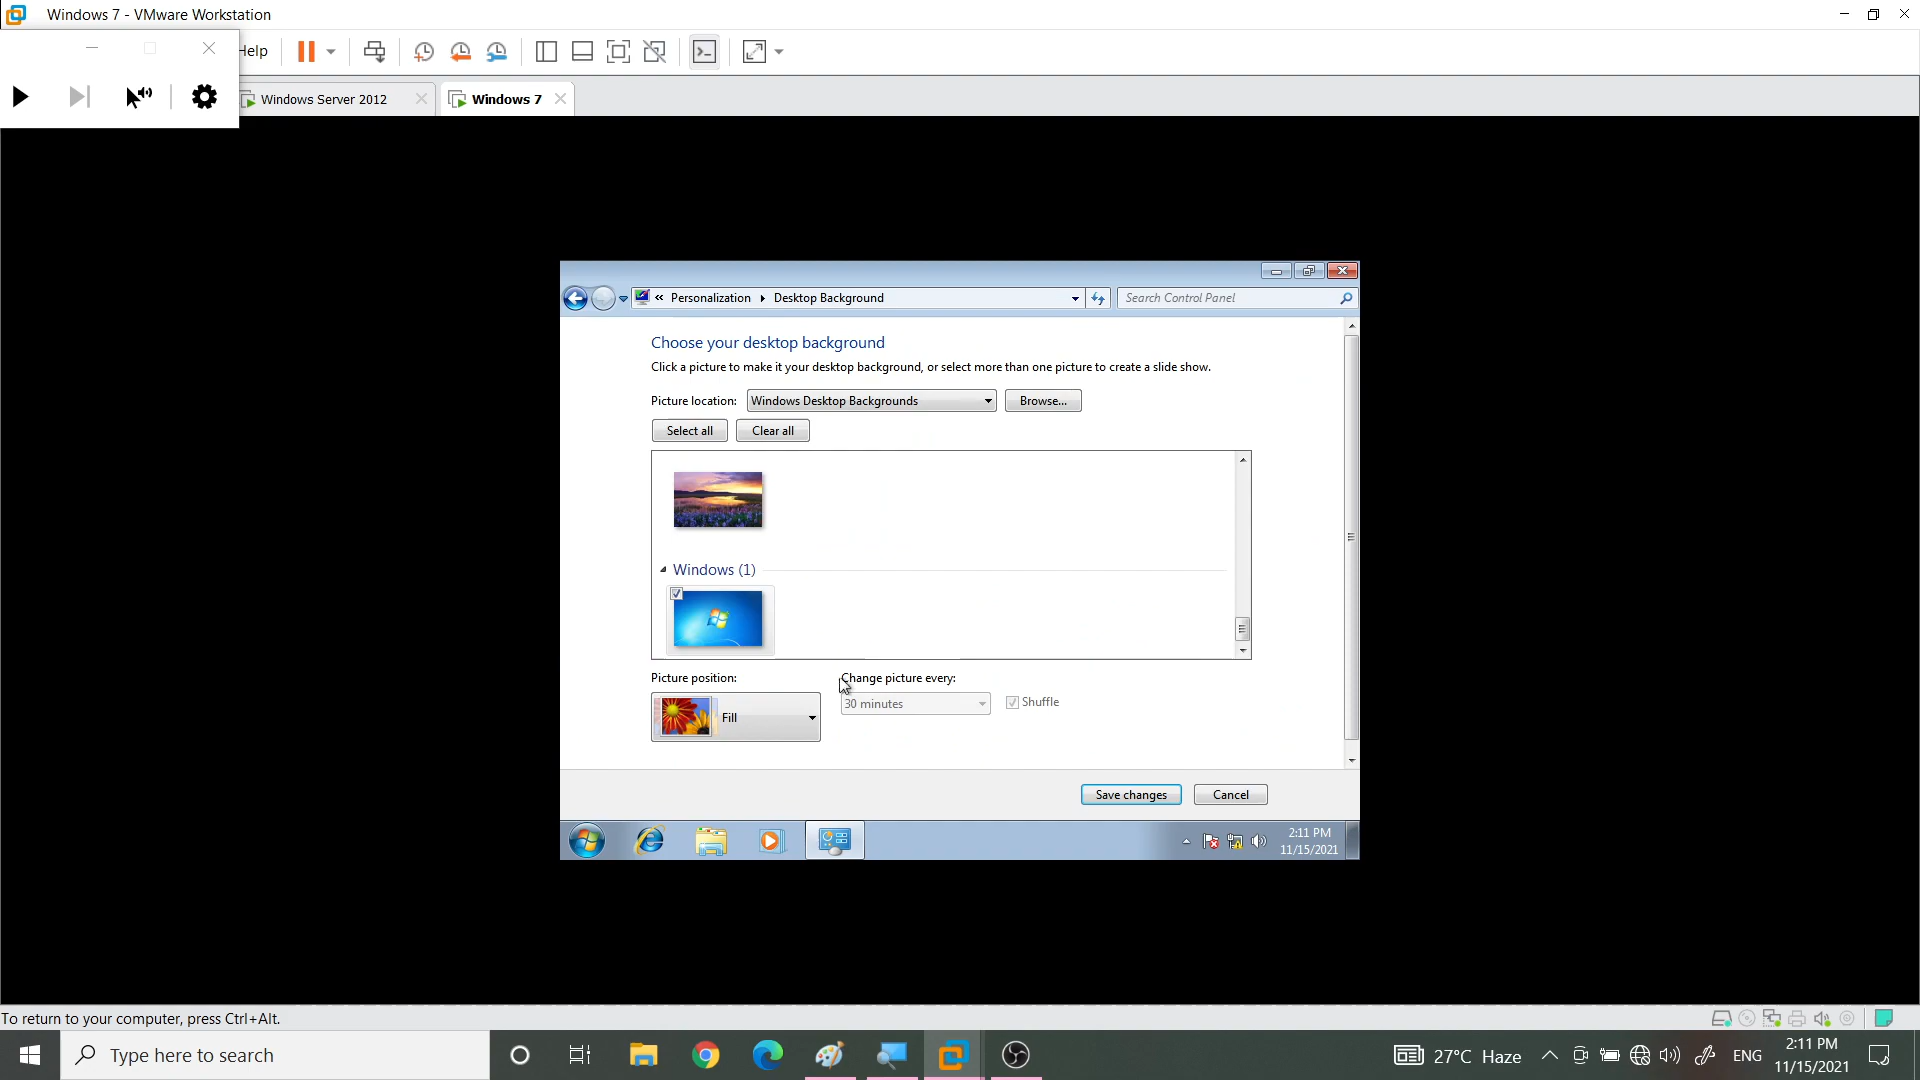 Windows 7 - VMware Workstation
Help
Windows Server 2012
Windows 7
« Personalization Desktop Background
Search Control Panel
Choose your desktop background
Click a picture to make it your desktop background, or select more than one picture to create a slide show.
Picture location: Windows Desktop Backgrounds Browse...
Select all Clear all
Windows (1)
Picture position: Change picture every:
Fill 30 minutes Shuffle
Save changes Cancel
2:11 PM
11/15/2021
To return to your computer, press Ctrl+Alt.
Type here to search
27°C Haze
ENG
2:11 PM
11/15/2021